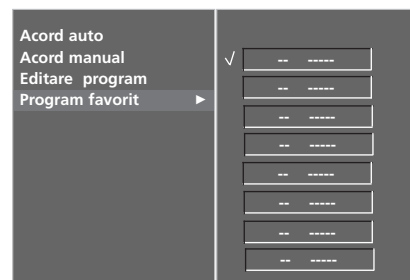 Acord auto
Acord manual
Editare program
Program favorit ►
√ -- -----
-- -----
-- -----
-- -----
-- -----
-- -----
-- -----
-- -----